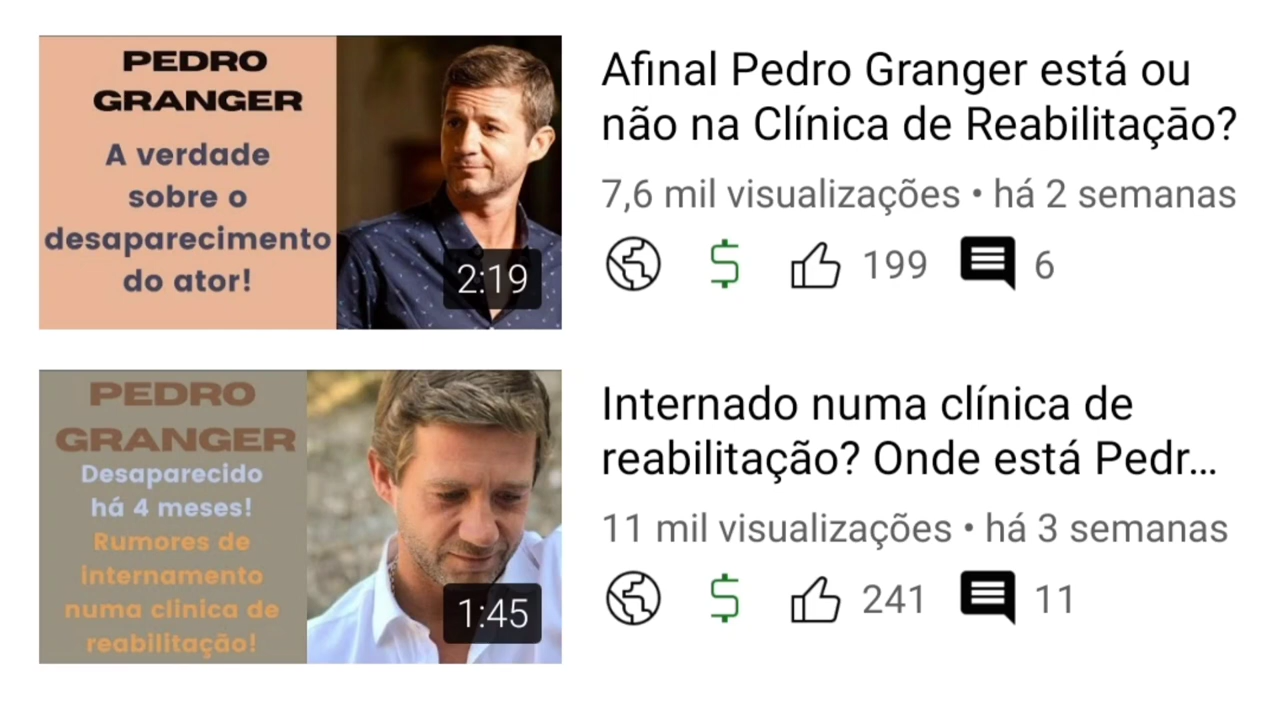 PEDRO
GRANGER
A verdade
sobre o
desaparecimento
do ator!
2:19
Afinal Pedro Granger está ou
não na Clínica de Reabilitaçāo?
7,6 mil visualizações • há 2 semanas
199
6
PEDRO
GRANGER
Desaparecido
há 4 meses!
Rumores de
internamento
numa clinica de
reabilitação!
1:45
Internado numa clínica de
reabilitação? Onde está Pedr...
11 mil visualizações • há 3 semanas
241
11